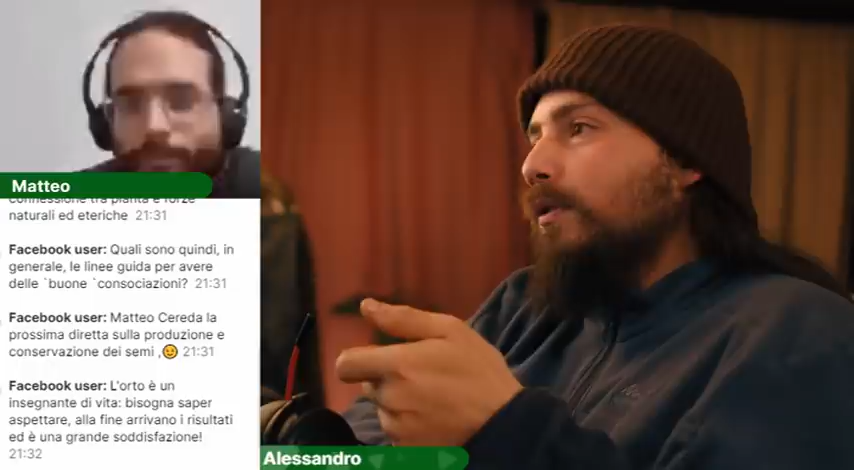 Matteo
connessione tra pianta e forze
naturali ed eteriche 21:31
Facebook user: Quali sono quindi, in
generale, le linee guida per avere
delle `buone `consociazioni? 21:31
Facebook user: Matteo Cereda la
prossima diretta sulla produzione e
conservazione dei semi ,😉 21:31
Facebook user: L'orto è un
insegnante di vita: bisogna saper
aspettare, alla fine arrivano i risultati
ed è una grande soddisfazione!
21:32
Alessandro